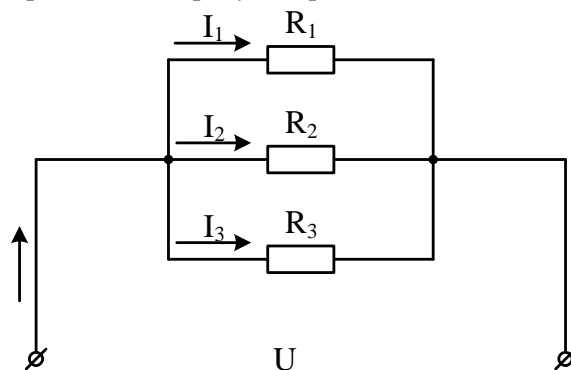 I₁ R₁
I₂ R₂
I₃ R₃
U